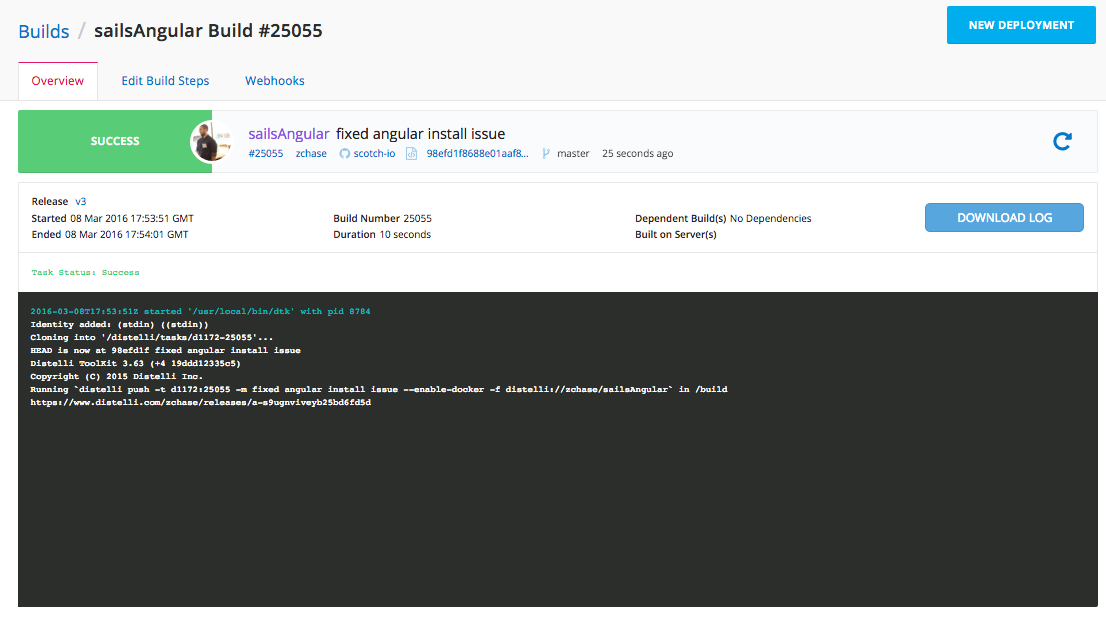 Builds / sailsAngular Build #25055
NEW DEPLOYMENT
Overview Edit Build Steps Webhooks
SUCCESS
sailsAngular fixed angular install issue
#25055 zchase scotch-io 98efd1f8688e01aaf8... master 25 seconds ago
Release v3
Started 08 Mar 2016 17:53:51 GMT
Ended 08 Mar 2016 17:54:01 GMT
Build Number 25055
Duration 10 seconds
Dependent Build(s) No Dependencies
Built on Server(s)
DOWNLOAD LOG
Task Status: Success
2016-03-08T17:53:51Z started '/usr/local/bin/dtk' with pid 8784
Identity added: (stdin) ((stdin))
Cloning into '/distelli/tasks/d1172-25055'...
HEAD is now at 98efd1f fixed angular install issue
Distelli ToolKit 3.63 (+4 19ddd12335c5)
Copyright (C) 2015 Distelli Inc.
Running `distelli push -t d1172:25055 -m fixed angular install issue --enable-docker -f distelli://zchase/sailsAngular` in /build
https://www.distelli.com/zchase/releases/a-s9ugnviveyb25bd6fd5d